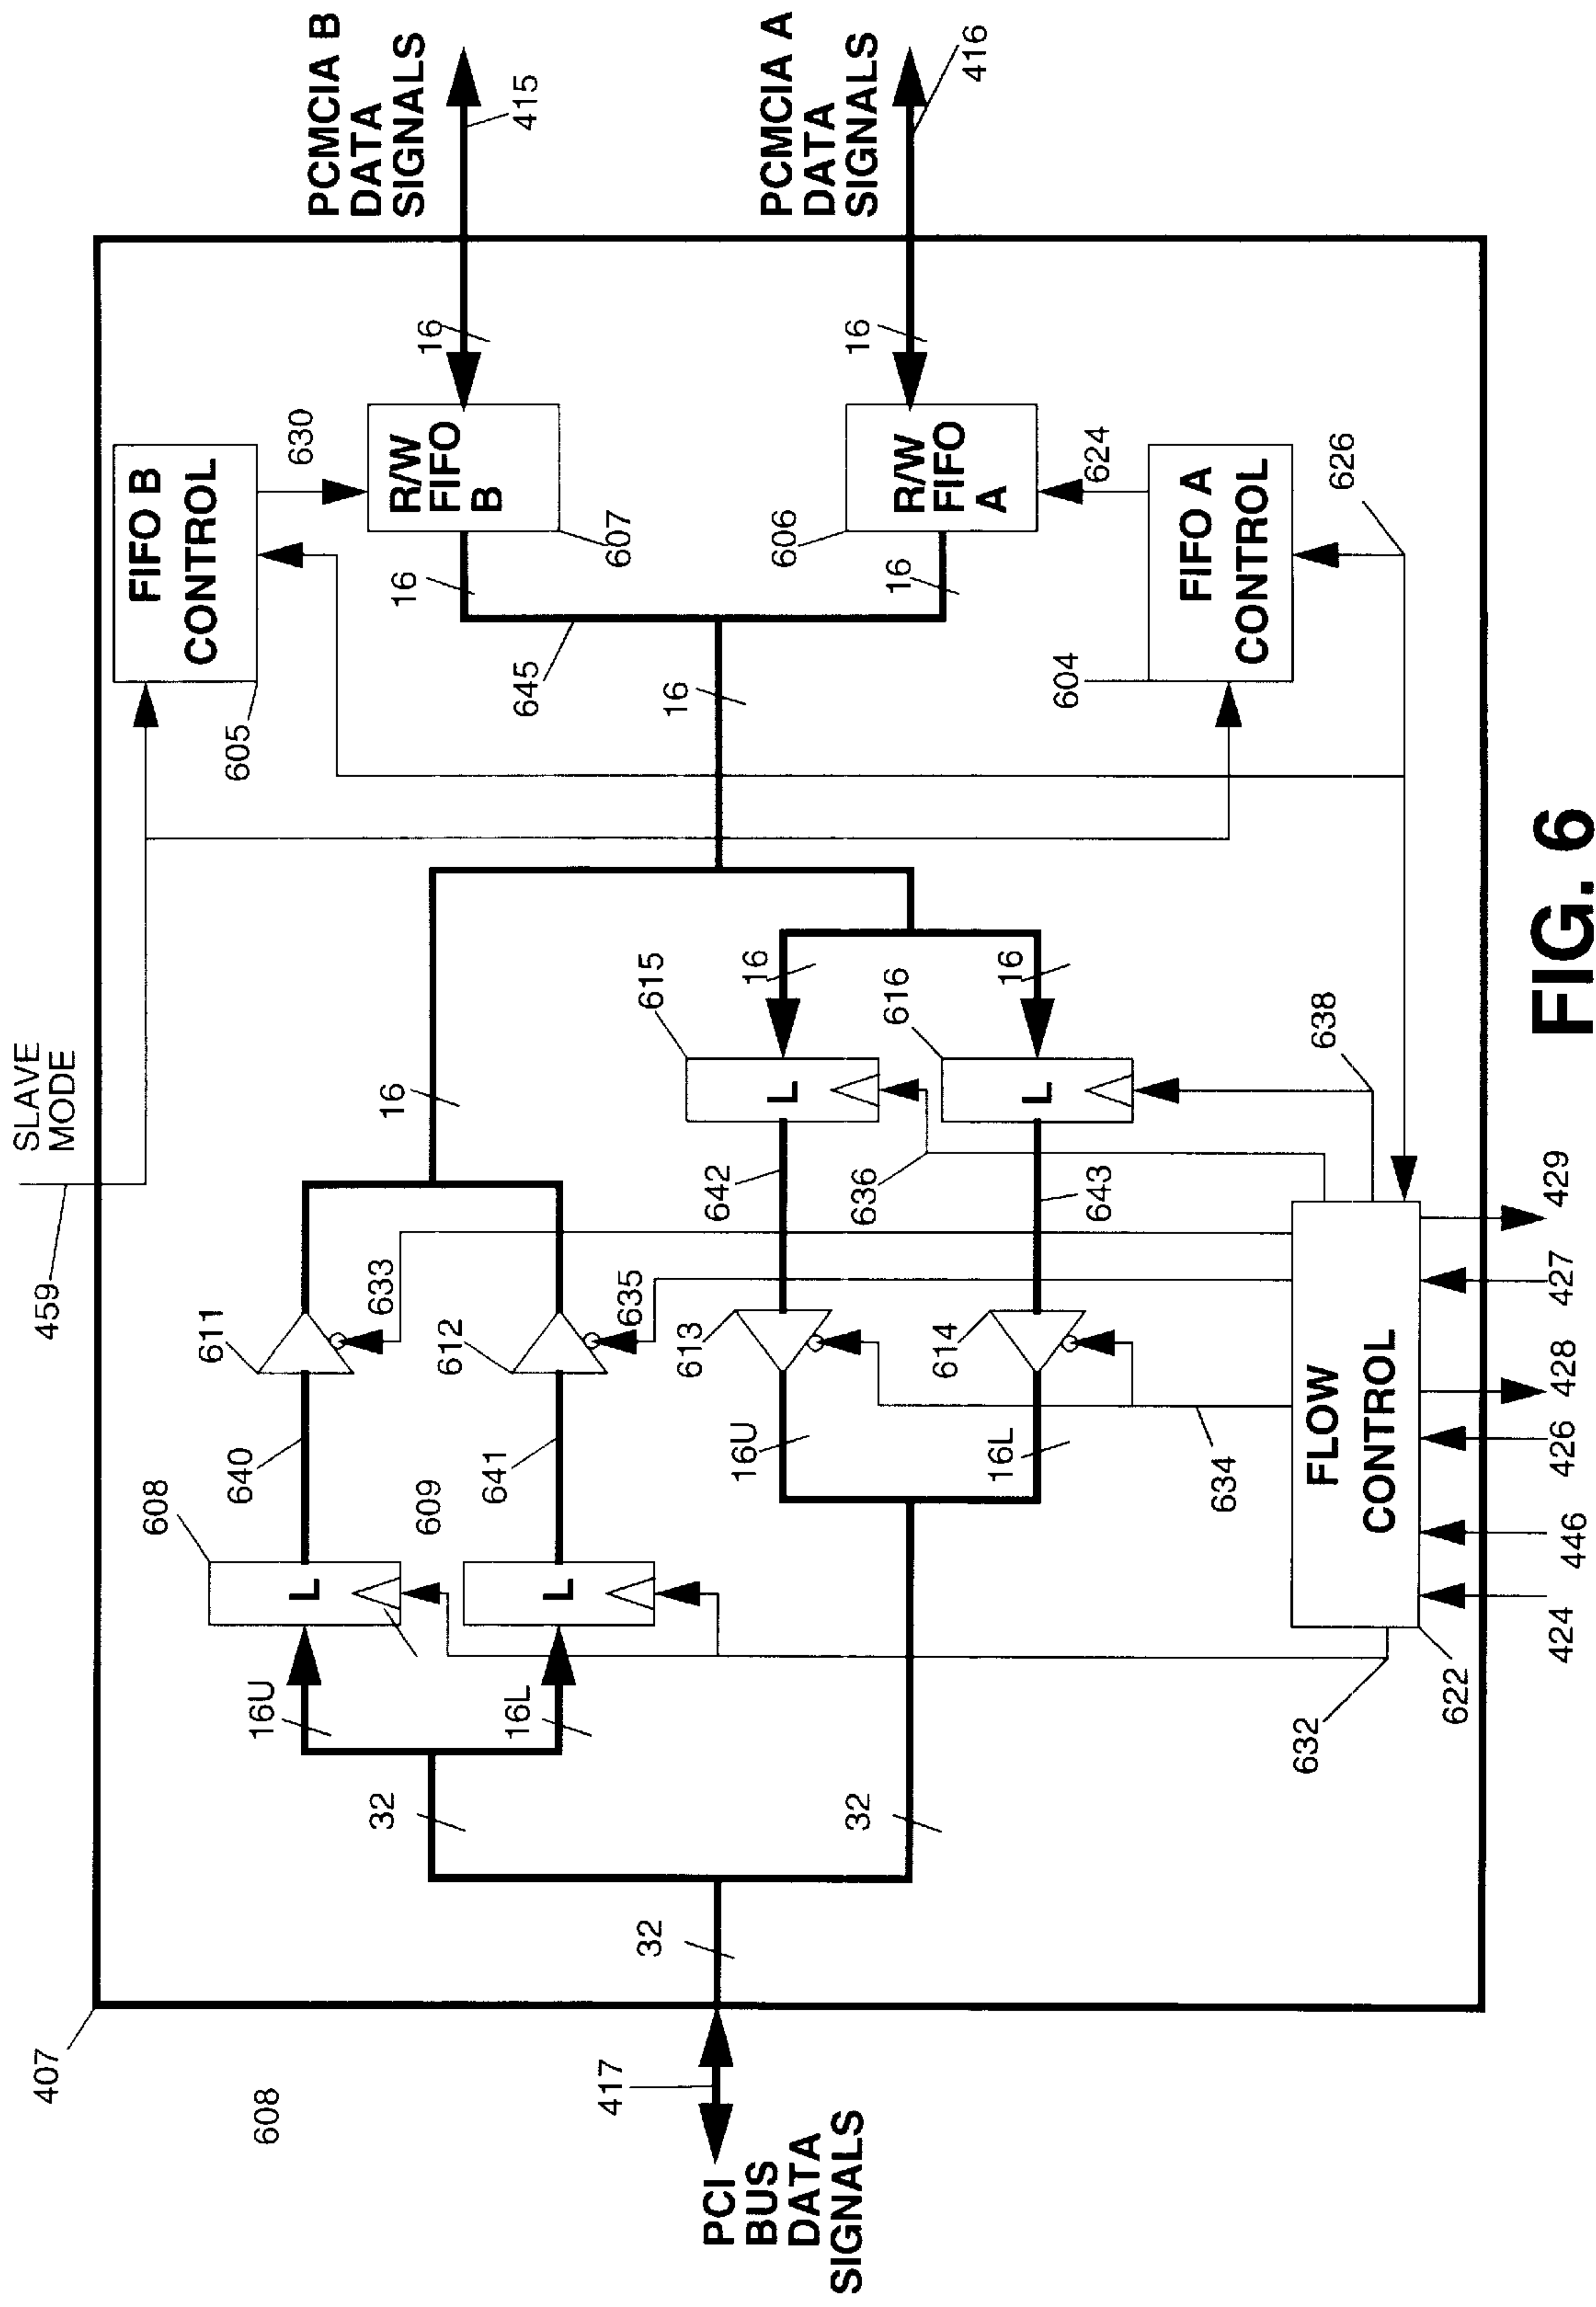 SLAVE
MODE
459
407
608
PCI
BUS
DATA
SIGNALS
417
32
32
32
16U
16L
608
L
609
L
640
641
611
612
633
635
16
16U
16L
613
614
634
642
643
636
615
L
616
L
16
16
638
632
622
FLOW
CONTROL
424
446
426
428
427
429
16
645
16
16
605
FIFO B
CONTROL
630
R/W
FIFO
B
607
16
PCMCIA B
DATA
SIGNALS
415
606
R/W
FIFO
A
624
16
PCMCIA A
DATA
SIGNALS
416
604
FIFO A
CONTROL
626
FIG. 6